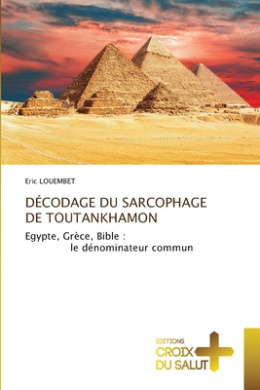 Eric LOUEMBET
DÉCODAGE DU SARCOPHAGE
DE TOUTANKHAMON
Egypte, Grèce, Bible :
le dénominateur commun
EDITIONS
CROIX
DU SALUT